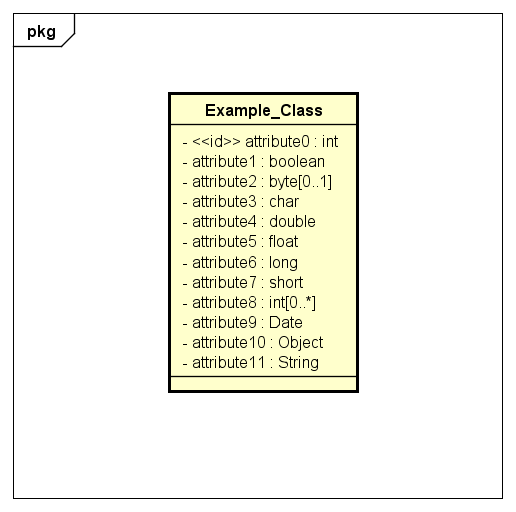 pkg
Example_Class
- <<id>> attribute0 : int
- attribute1 : boolean
- attribute2 : byte[0..1]
- attribute3 : char
- attribute4 : double
- attribute5 : float
- attribute6 : long
- attribute7 : short
- attribute8 : int[0..*]
- attribute9 : Date
- attribute10 : Object
- attribute11 : String